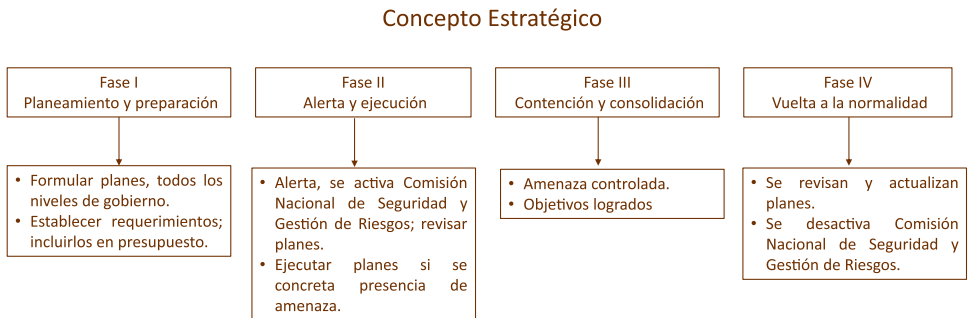 Concepto Estratégico
Fase I
Planeamiento y preparación
Fase II
Alerta y ejecución
Fase III
Contención y consolidación
Fase IV
Vuelta a la normalidad
• Formular planes, todos los
niveles de gobierno.
• Establecer requerimientos;
incluirlos en presupuesto.
• Alerta, se activa Comisión
Nacional de Seguridad y
Gestión de Riesgos; revisar
planes.
• Ejecutar planes si se
concreta presencia de
amenaza.
• Amenaza controlada.
• Objetivos logrados
• Se revisan y actualizan
planes.
• Se desactiva Comisión
Nacional de Seguridad y
Gestión de Riesgos.